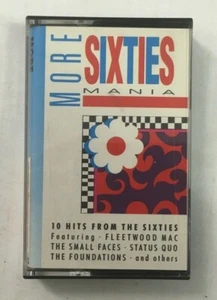 MORE
SIXTIES
MANIA
10 HITS FROM THE SIXTIES
Featuring · FLEETWOOD MAC
THE SMALL FACES · STATUS QUO
THE FOUNDATIONS · and others